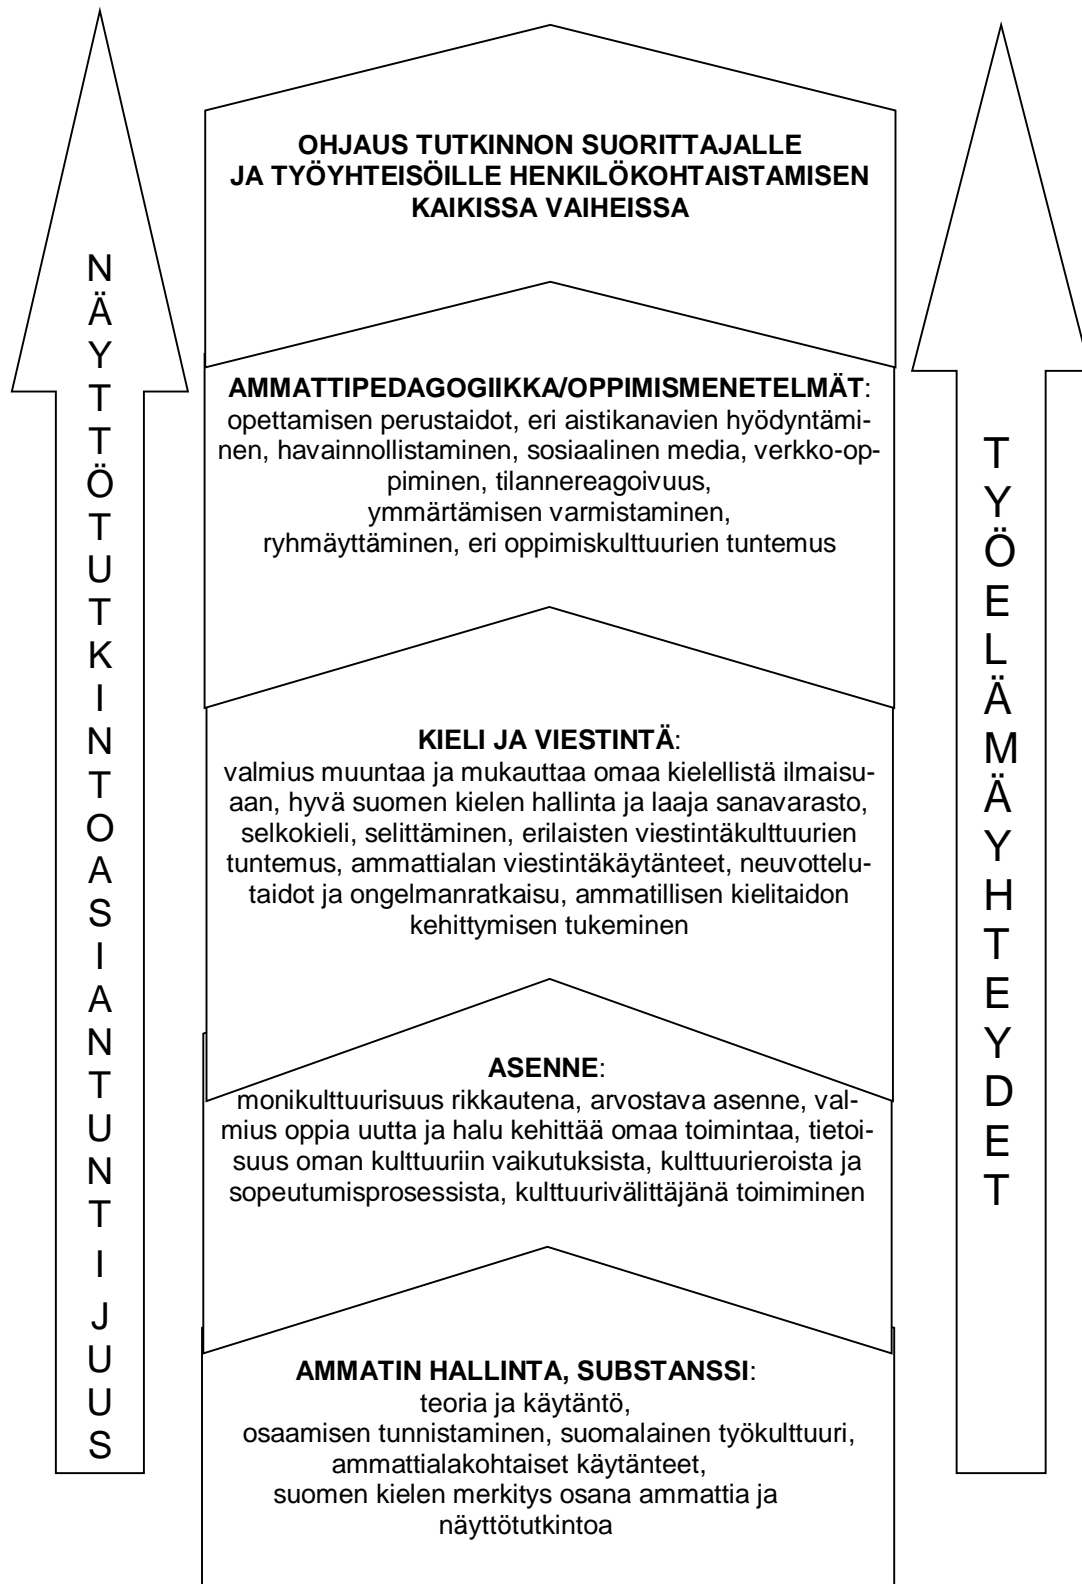 NÄYTTÖTUTKINTOASIANTUNTIJUUS
OHJAUS TUTKINNON SUORITTAJALLE
JA TYÖYHTEISÖILLE HENKILÖKOHTAISTAMISEN
KAIKISSA VAIHEISSA
AMMATTIPEDAGOGIIKKA/OPPIMISMENETELMÄT:
opettamisen perustaidot, eri aistikanavien hyödyntämi-
nen, havainnollistaminen, sosiaalinen media, verkko-op-
piminen, tilannereagoivuus,
ymmärtämisen varmistaminen,
ryhmäyttäminen, eri oppimiskulttuurien tuntemus
KIELI JA VIESTINTÄ:
valmius muuntaa ja mukauttaa omaa kielellistä ilmaisu-
aan, hyvä suomen kielen hallinta ja laaja sanavarasto,
selkokieli, selittäminen, erilaisten viestintäkulttuurien
tuntemus, ammattialan viestintäkäytänteet, neuvottelu-
taidot ja ongelmanratkaisu, ammatillisen kielitaidon
kehittymisen tukeminen
ASENNE:
monikulttuurisuus rikkautena, arvostava asenne, val-
mius oppia uutta ja halu kehittää omaa toimintaa, tietoi-
suus oman kulttuuriin vaikutuksista, kulttuurieroista ja
sopeutumisprosessista, kulttuurivälittäjänä toimiminen
AMMATIN HALLINTA, SUBSTANSSI:
teoria ja käytäntö,
osaamisen tunnistaminen, suomalainen työkulttuuri,
ammattialakohtaiset käytänteet,
suomen kielen merkitys osana ammattia ja
näyttötutkintoa
TYÖELÄMÄYHTEYDET